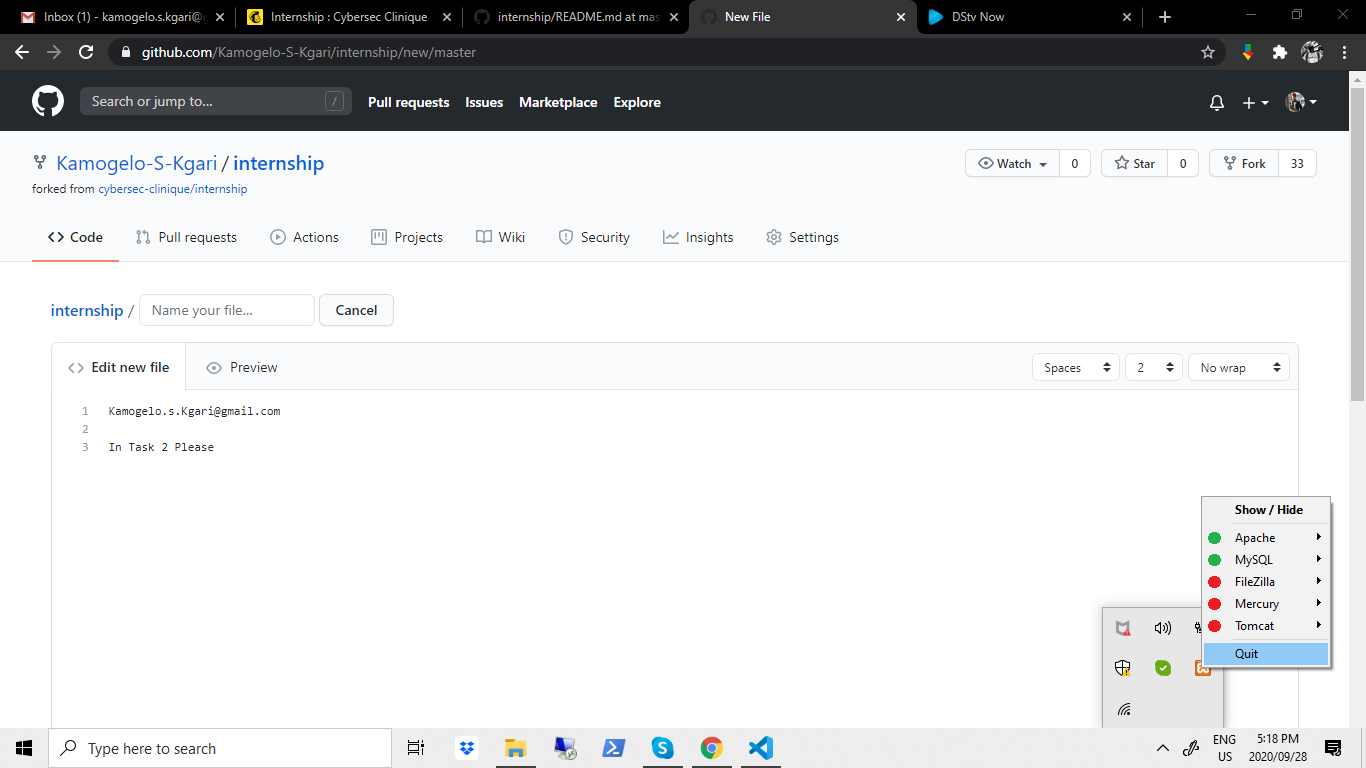 Inbox (1) - kamogelo.s.kgari@g
Internship : Cybersec Clinique
internship/README.md at mas
New File
DStv Now
github.com/Kamogelo-S-Kgari/internship/new/master
Search or jump to...
/
Pull requests
Issues
Marketplace
Explore
Kamogelo-S-Kgari / internship
Watch
0
Star
0
Fork
33
forked from cybersec-clinique/internship
Code
Pull requests
Actions
Projects
Wiki
Security
Insights
Settings
internship /
Name your file...
Cancel
Edit new file
Preview
Spaces
2
No wrap
1 Kamogelo.s.Kgari@gmail.com
2
3 In Task 2 Please
Show / Hide
Apache
MySQL
FileZilla
Mercury
Tomcat
Quit
Type here to search
ENG
US
5:18 PM
2020/09/28